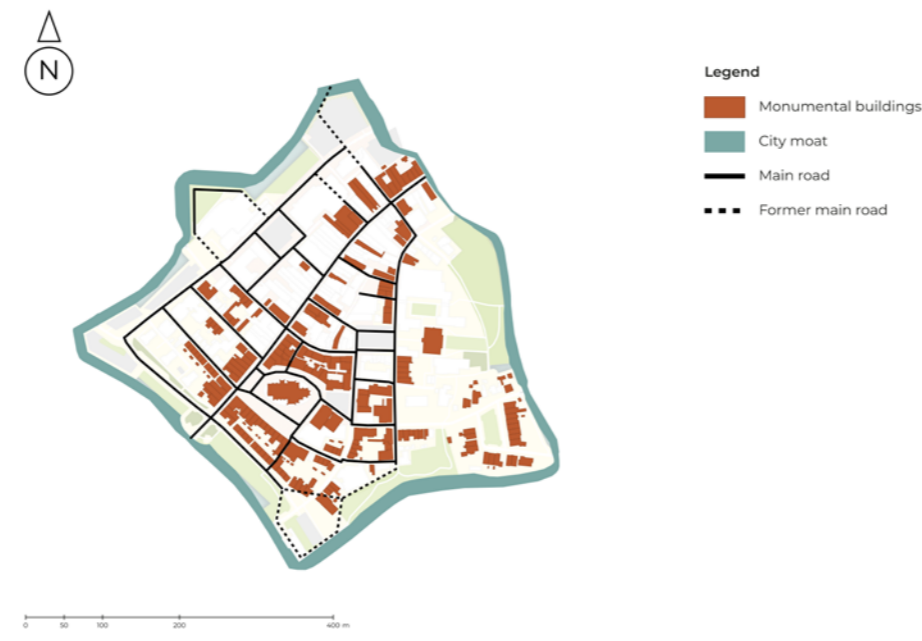 N
Legend
Monumental buildings
City moat
Main road
Former main road
0 50 100 200 400 m